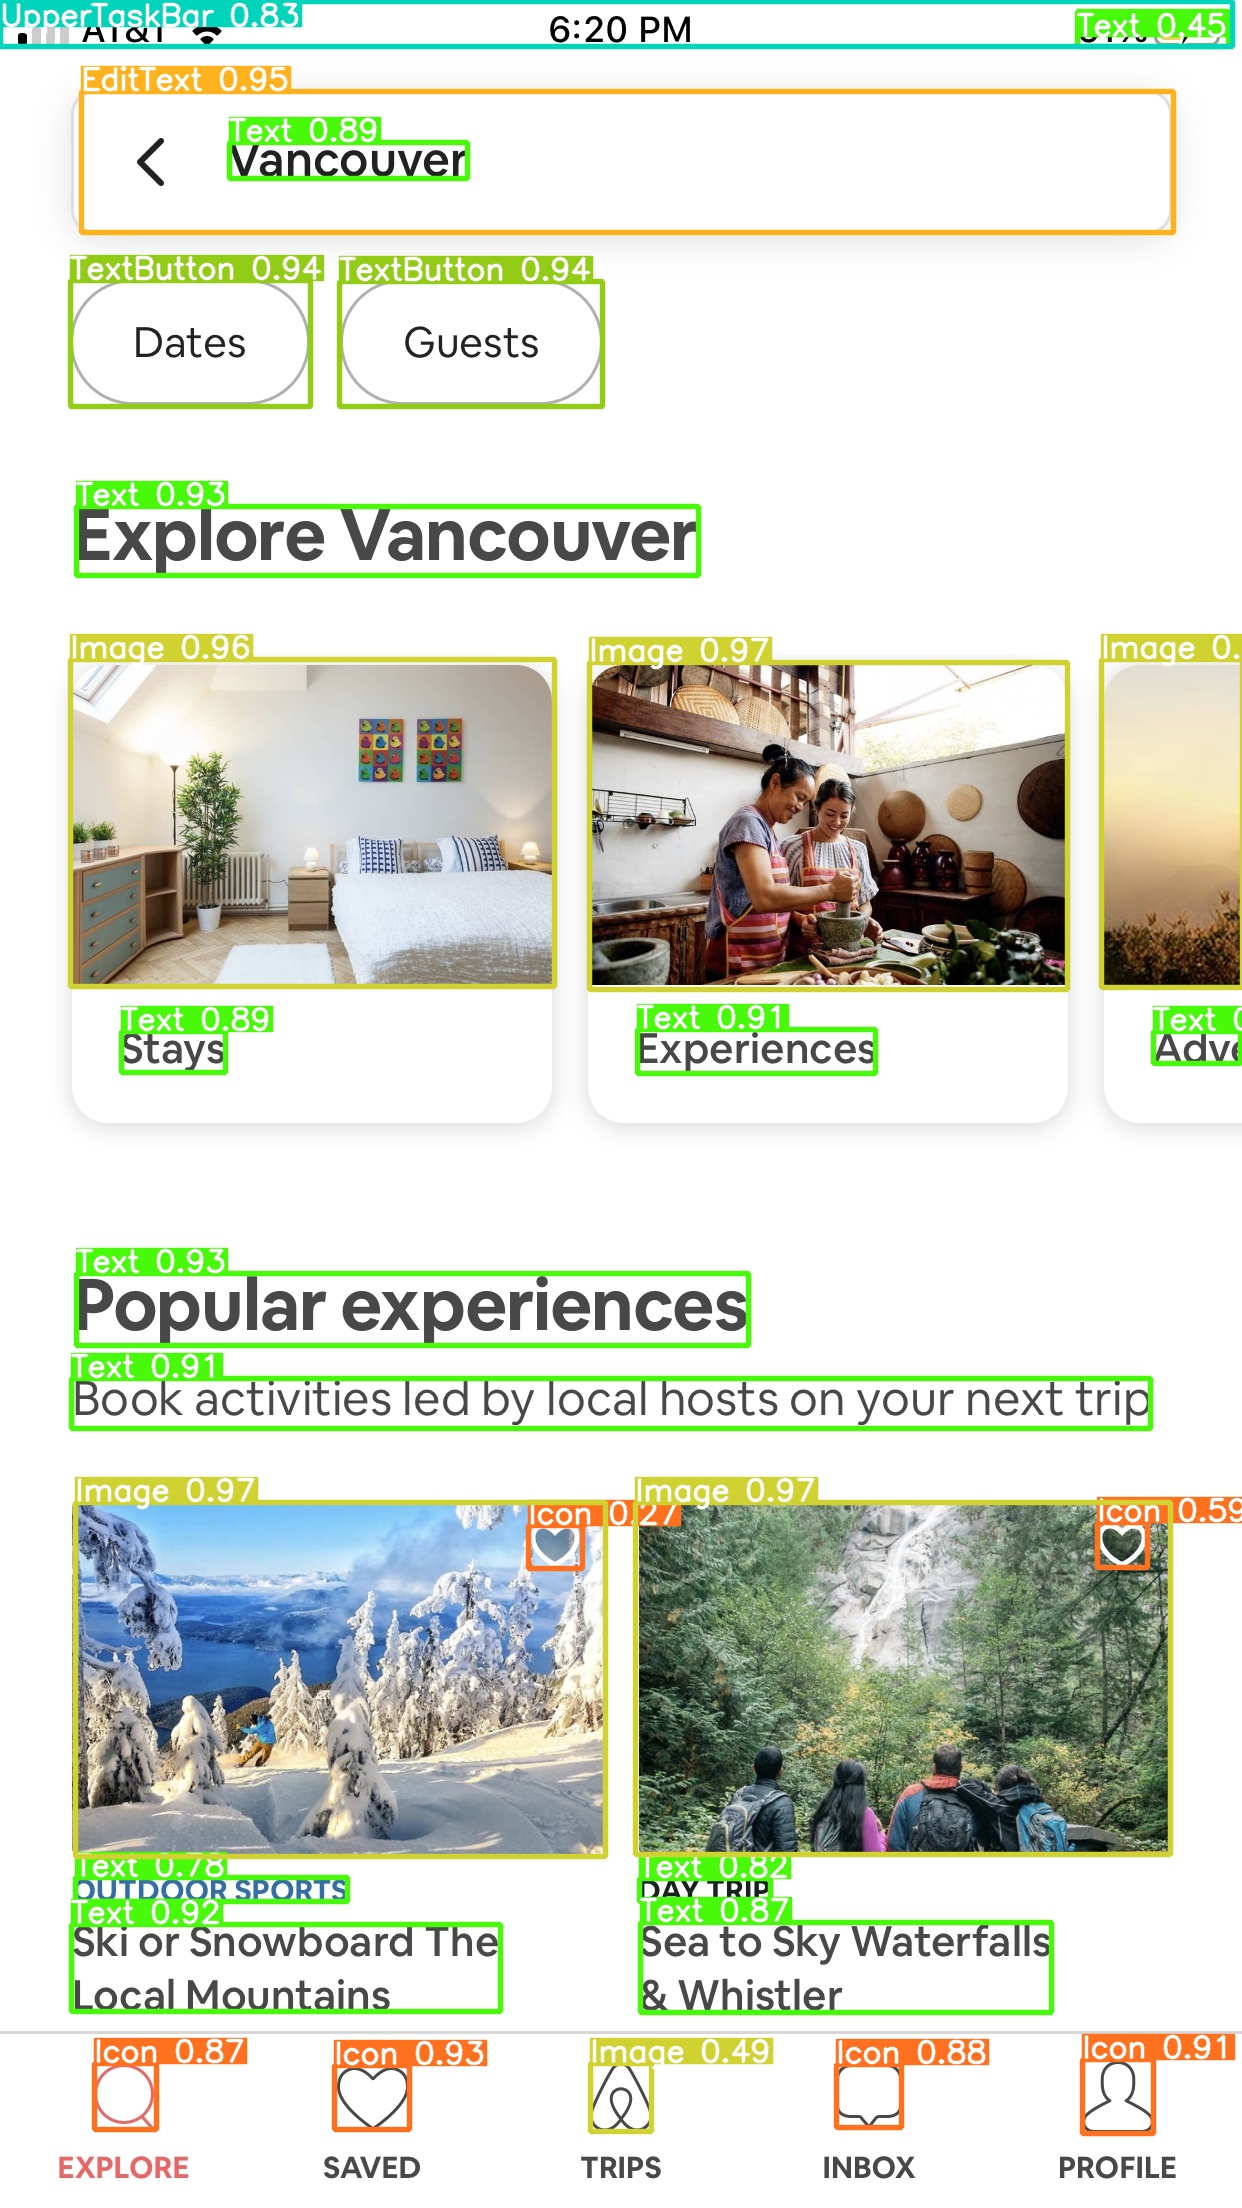 UpperTaskBar 0.83
AT&T 6:20 PM
Text 0.45
EditText 0.95
Text 0.89
Vancouver
TextButton 0.94 TextButton 0.94
Dates Guests
Text 0.93
Explore Vancouver
Image 0.96 Image 0.97 Image 0.
Text 0.89 Text 0.91 Text 0
Stays Experiences Adve
Text 0.93
Popular experiences
Text 0.91
Book activities led by local hosts on your next trip
Image 0.97 Image 0.97
Icon 0.27 Icon 0.59
Text 0.78 Text 0.82
OUTDOOR SPORTS DAY TRIP
Text 0.92 Text 0.87
Ski or Snowboard The
Local Mountains
Sea to Sky Waterfalls
& Whistler
Icon 0.87 Icon 0.93 Image 0.49 Icon 0.88 Icon 0.91
EXPLORE SAVED TRIPS INBOX PROFILE